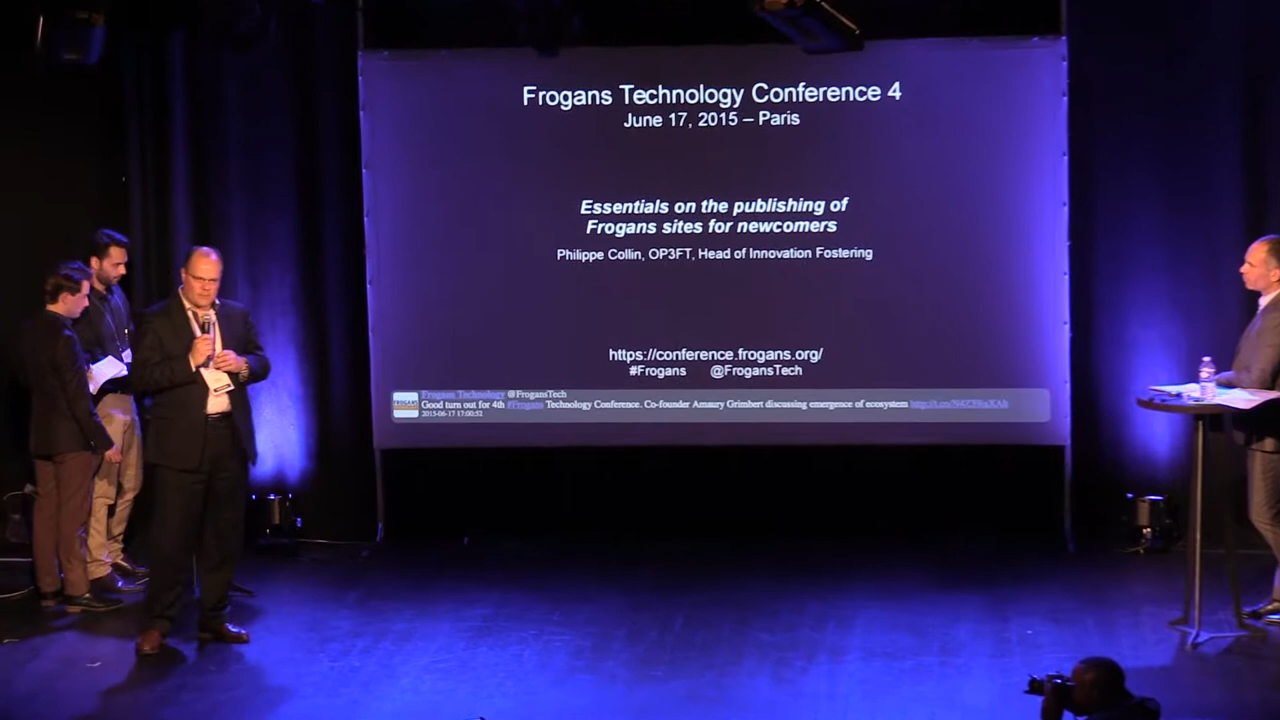 Frogans Technology Conference 4
June 17, 2015 – Paris
Essentials on the publishing of
Frogans sites for newcomers
Philippe Collin, OP3FT, Head of Innovation Fostering
https://conference.frogans.org/
#Frogans @FrogansTech
Frogans Technology @FrogansTech
FROGANS
Good turn out for 4th #Frogans Technology Conference. Co-founder Amaury Grimbert discussing emergence of ecosystem
2015-06-17 17:00:52